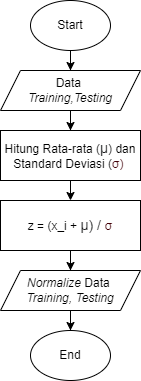 Start
Data
Training,Testing
Hitung Rata-rata (μ) dan
Standard Deviasi (σ)
z = (x_i + μ) / σ
Normalize Data
Training, Testing
End